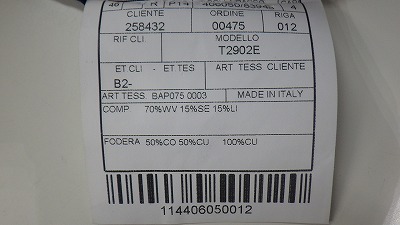 46 R P14
CLIENTE ORDINE RIGA
258432 00475 012
RIF CLI MODELLO
T2902E
ET CLI - ET TES ART TESS CLIENTE
B2-
ART TESS BAP075 0003 MADE IN ITALY
COMP 70%WV 15%SE 15%LI
FODERA 50%CO 50%CU 100%CU
114406050012